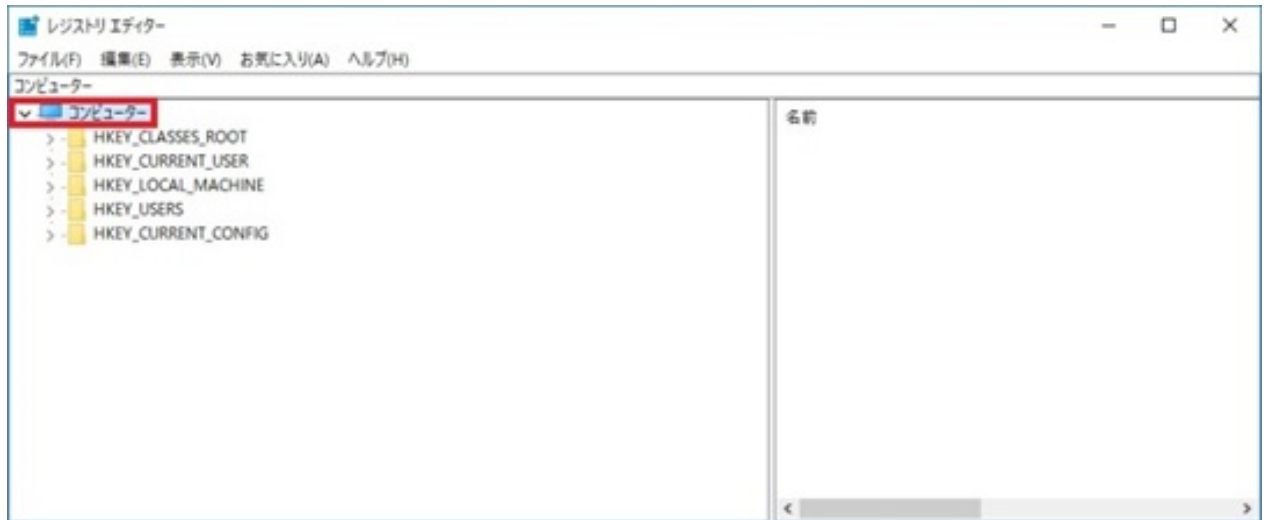 レジストリ エディター
ファイル(F) 編集(E) 表示(V) お気に入り(A) ヘルプ(H)
コンピューター
コンピューター
名前
HKEY_CLASSES_ROOT
HKEY_CURRENT_USER
HKEY_LOCAL_MACHINE
HKEY_USERS
HKEY_CURRENT_CONFIG